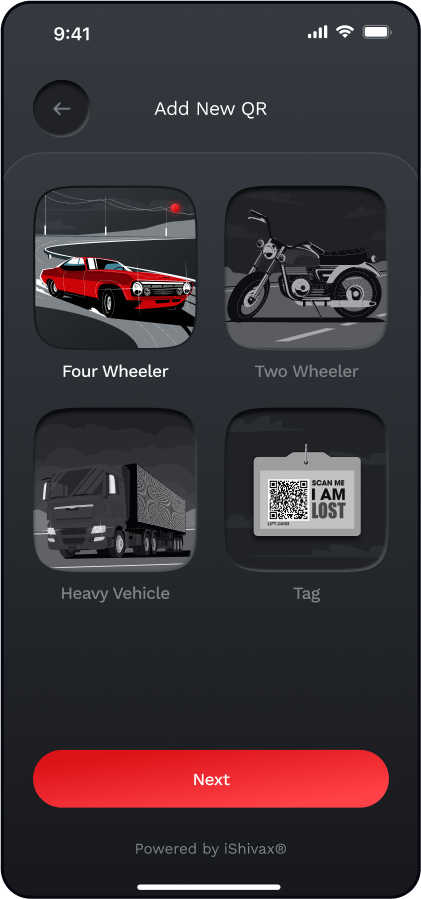 9:41
Add New QR
Four Wheeler
Two Wheeler
Heavy Vehicle
SCAN ME
I AM
LOST
Tag
Next
Powered by iShivax®